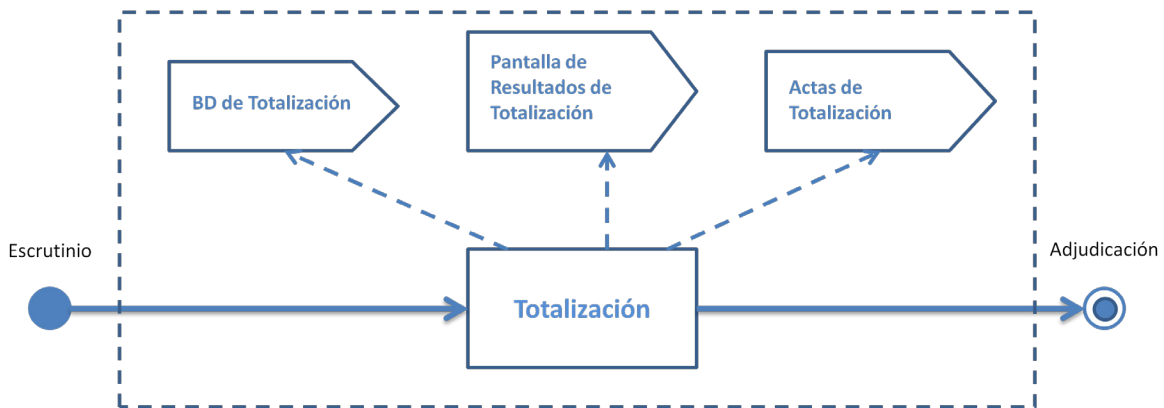 BD de Totalización
Pantalla de
Resultados de
Totalización
Actas de
Totalización
Escrutinio
Totalización
Adjudicación